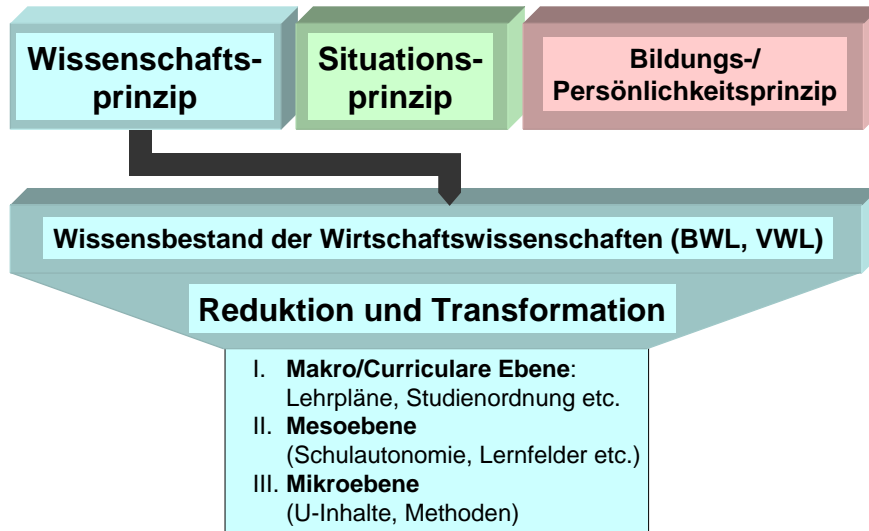 Wissenschafts-
prinzip
Situations-
prinzip
Bildungs-/
Persönlichkeitsprinzip
Wissensbestand der Wirtschaftswissenschaften (BWL, VWL)
Reduktion und Transformation
I. Makro/Curriculare Ebene:
Lehrpläne, Studienordnung etc.
II. Mesoebene
(Schulautonomie, Lernfelder etc.)
III. Mikroebene
(U-Inhalte, Methoden)